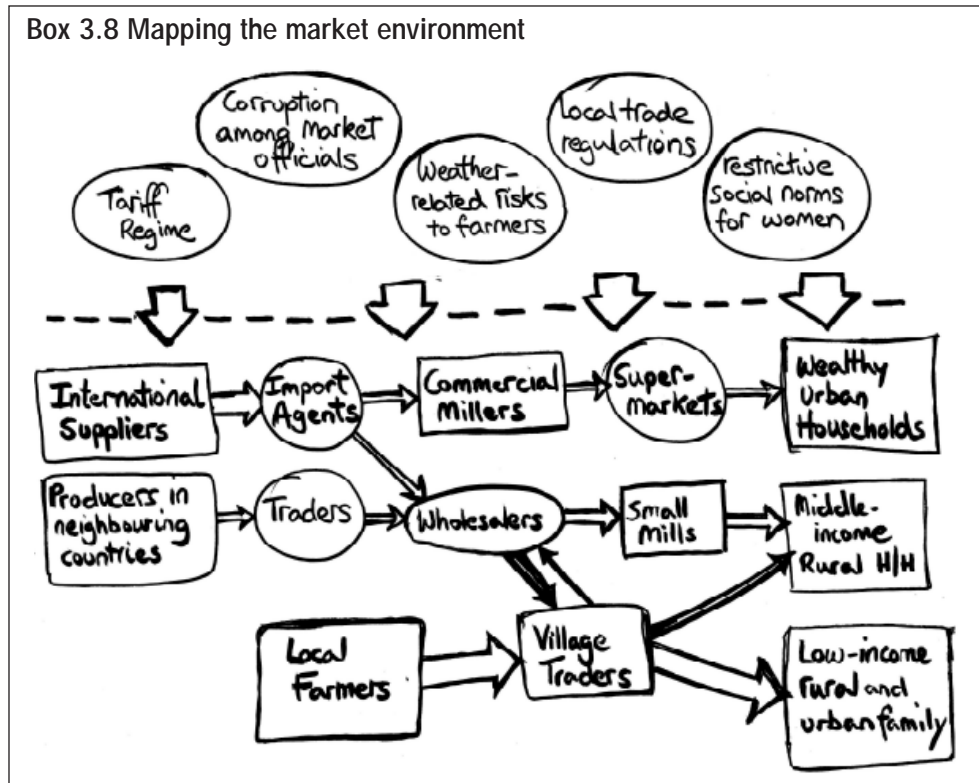 Box 3.8 Mapping the market environment
Tariff
Regime
Corruption
among market
officials
Weather-
related risks
to farmers
Local trade
regulations
restrictive
social norms
for women
International
Suppliers
Import
Agents
Commercial
Millers
Super-
markets
Wealthy
Urban
Households
Producers in
neighbouring
countries
Traders
Wholesalers
Small
Mills
Middle-
income
Rural H/H
Local
Farmers
Village
Traders
Low-income
rural and
urban family